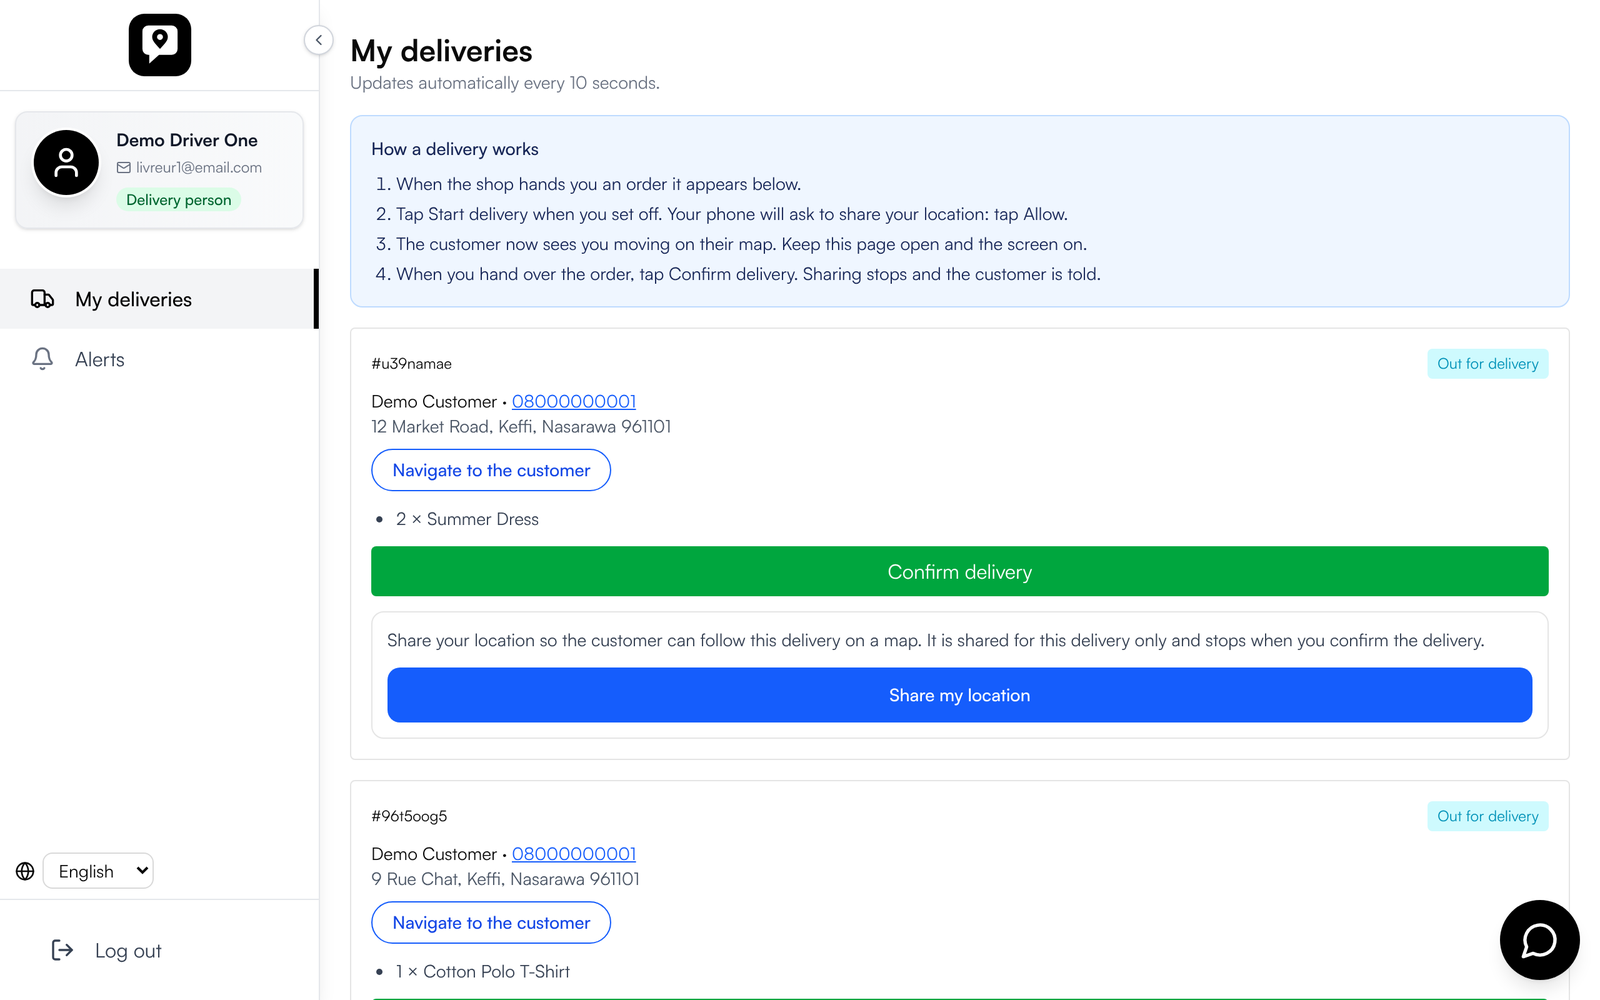 Demo Driver One
livreur1@email.com
Delivery person
My deliveries
Alerts
English
Log out
My deliveries
Updates automatically every 10 seconds.
How a delivery works
1. When the shop hands you an order it appears below.
2. Tap Start delivery when you set off. Your phone will ask to share your location: tap Allow.
3. The customer now sees you moving on their map. Keep this page open and the screen on.
4. When you hand over the order, tap Confirm delivery. Sharing stops and the customer is told.
#u39namae
Out for delivery
Demo Customer • 08000000001
12 Market Road, Keffi, Nasarawa 961101
Navigate to the customer
• 2 × Summer Dress
Confirm delivery
Share your location so the customer can follow this delivery on a map. It is shared for this delivery only and stops when you confirm the delivery.
Share my location
#96t5oog5
Out for delivery
Demo Customer • 08000000001
9 Rue Chat, Keffi, Nasarawa 961101
Navigate to the customer
• 1 × Cotton Polo T-Shirt